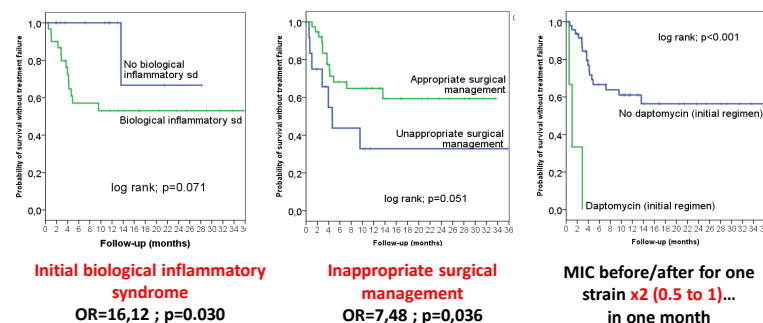 Probability of survival without treatment failure
1,0
0,8
0,6
0,4
0,2
0,0
No biological
inflammatory sd
Biological inflammatory sd
log rank; p=0.071
0 2 4 6 8 10 12 14 16 18 20 22 24 26 28 30 32 34 36
Follow-up (months)
Initial biological inflammatory
syndrome
OR=16,12 ; p=0.030
Probability of survival without treatment failure
1,0
0,8
0,6
0,4
0,2
0,0
Appropriate surgical
management
Unappropriate surgical
management
log rank; p=0.051
0 2 4 6 8 10 12 14 16 18 20 22 24 26 28 30 32 34 36
Follow-up (months)
Inappropriate surgical
management
OR=7,48 ; p=0,036
Probability of survival without treatment failure
1,0
0,8
0,6
0,4
0,2
0,0
log rank; p<0.001
No daptomycin (initial regimen)
Daptomycin (initial regimen)
0 2 4 6 8 10 12 14 16 18 20 22 24 26 28 30 32 34 36
Follow-up (months)
MIC before/after for one
strain x2 (0.5 to 1)...
in one month